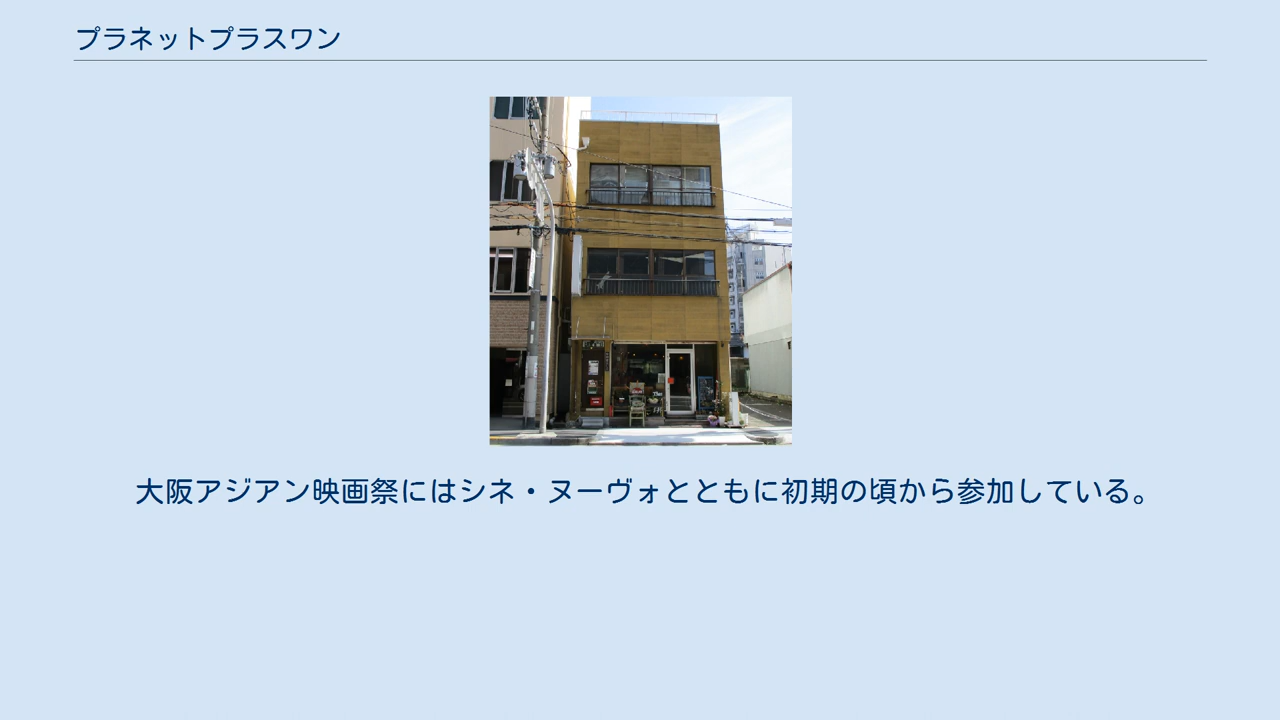 プラネットプラスワン
大阪アジアン映画祭にはシネ・ヌーヴォとともに初期の頃から参加している。